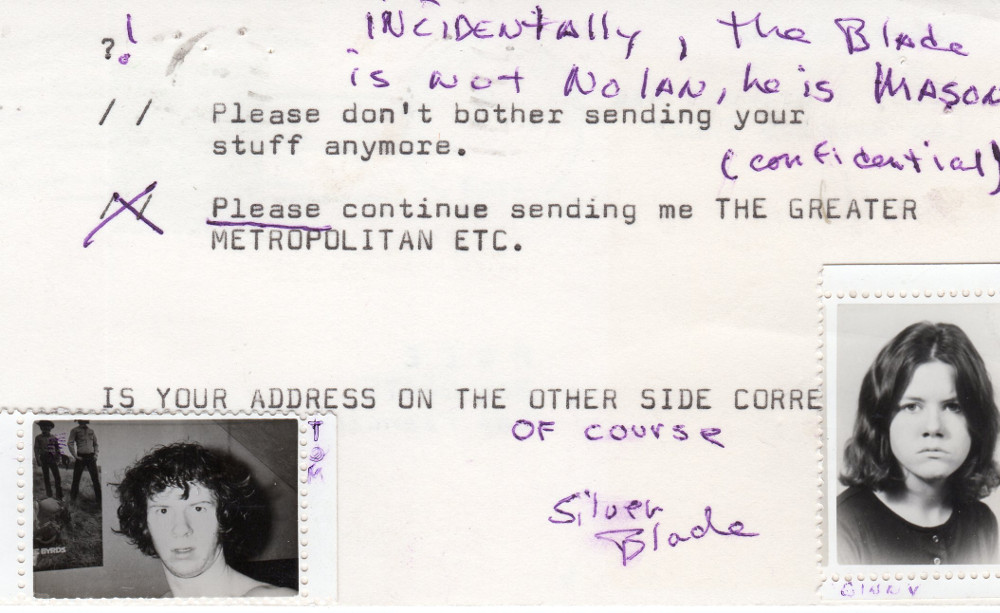 ?! INCIDENTALLY, the Blade
is not NOLAN, he is MASON
/ / Please don't bother sending your
stuff anymore.
(confidential)
/X/ Please continue sending me THE GREATER
METROPOLITAN ETC.
IS YOUR ADDRESS ON THE OTHER SIDE CORRE
OF COURSE
TOM
BYRDS
Silver
Blade
GINNY